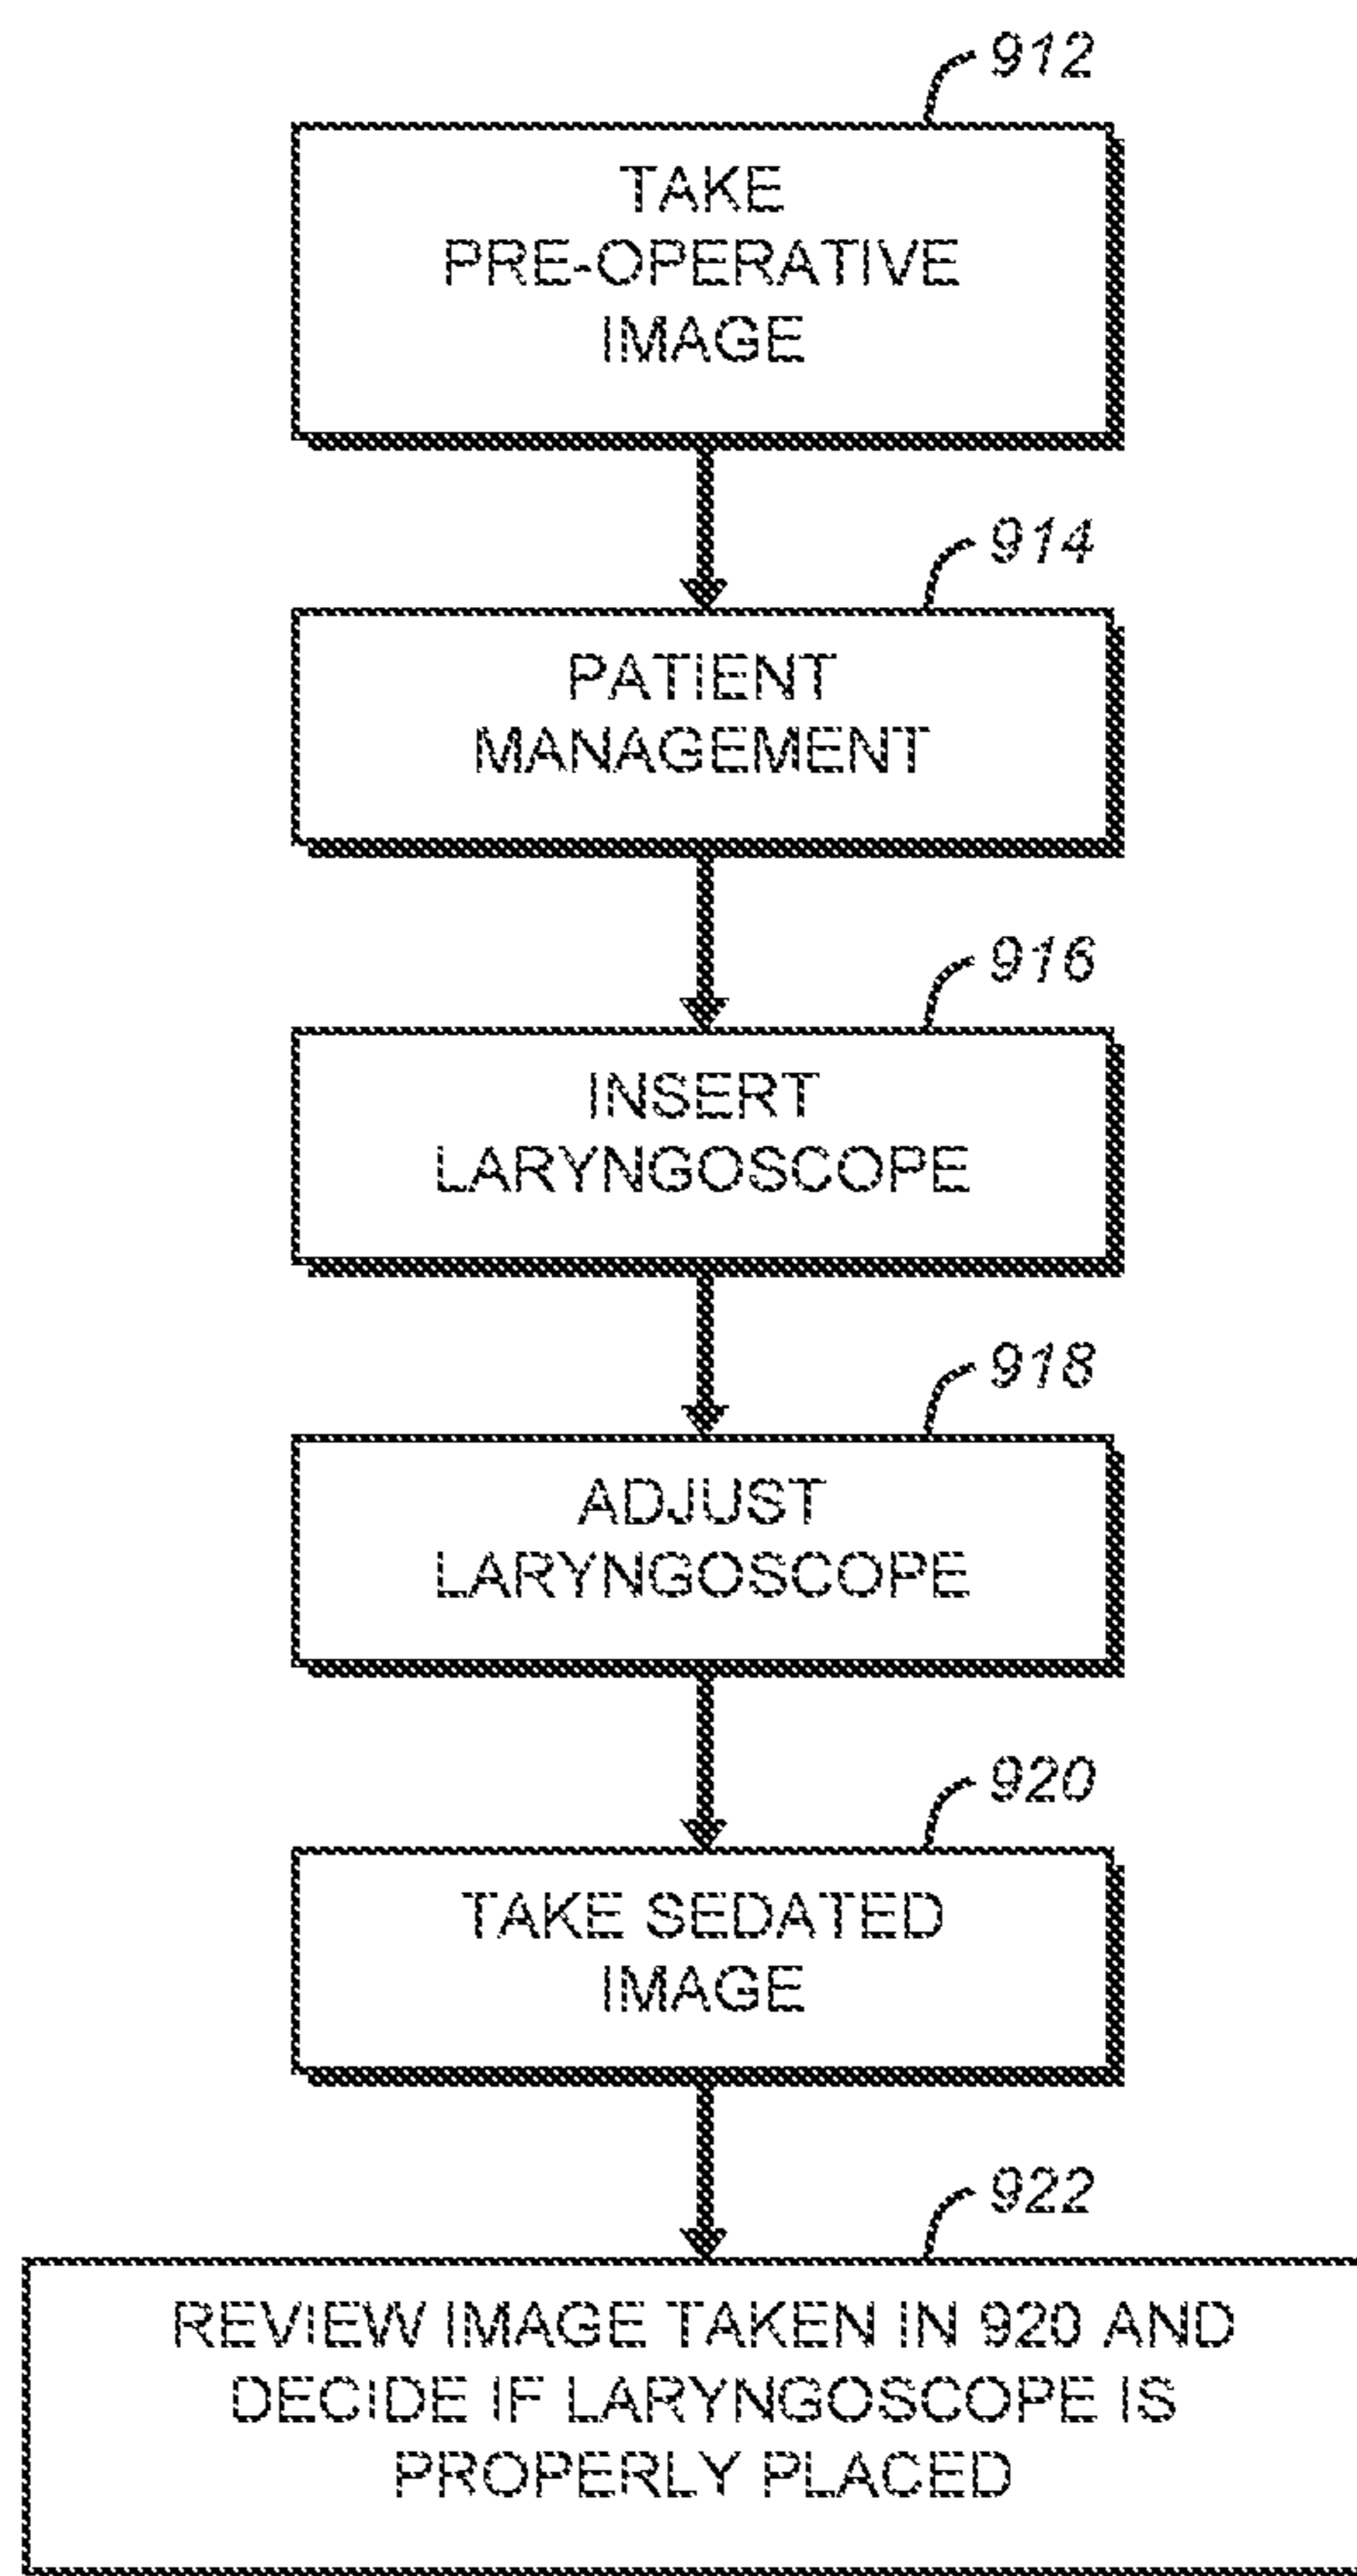 912
TAKE
PRE-OPERATIVE
IMAGE
914
PATIENT
MANAGEMENT
916
INSERT
LARYNGOSCOPE
918
ADJUST
LARYNGOSCOPE
920
TAKE SEDATED
IMAGE
922
REVIEW IMAGE TAKEN IN 920 AND
DECIDE IF LARYNGOSCOPE IS
PROPERLY PLACED